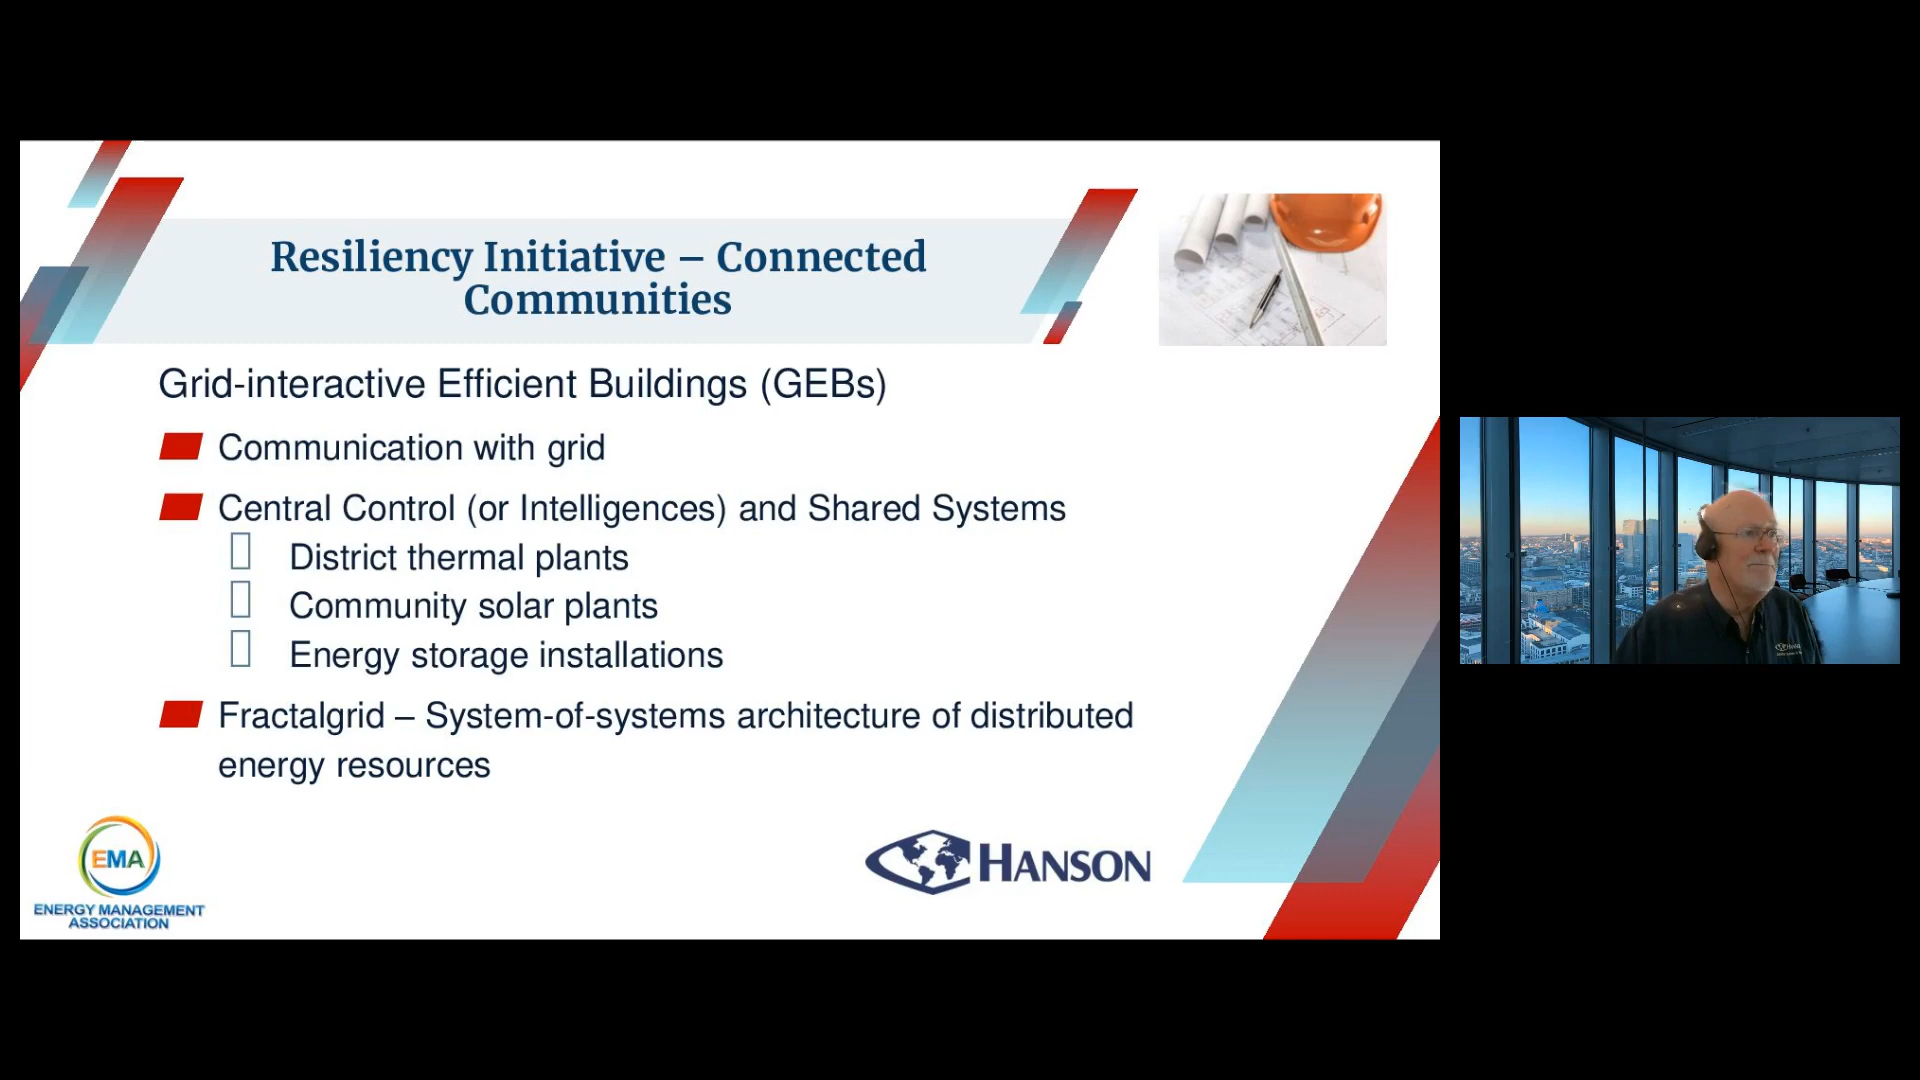 Resiliency Initiative – Connected
Communities
Grid-interactive Efficient Buildings (GEBs)
Communication with grid
Central Control (or Intelligences) and Shared Systems
District thermal plants
Community solar plants
Energy storage installations
Fractalgrid – System-of-systems architecture of distributed
energy resources
EMA
ENERGY MANAGEMENT
ASSOCIATION
HANSON